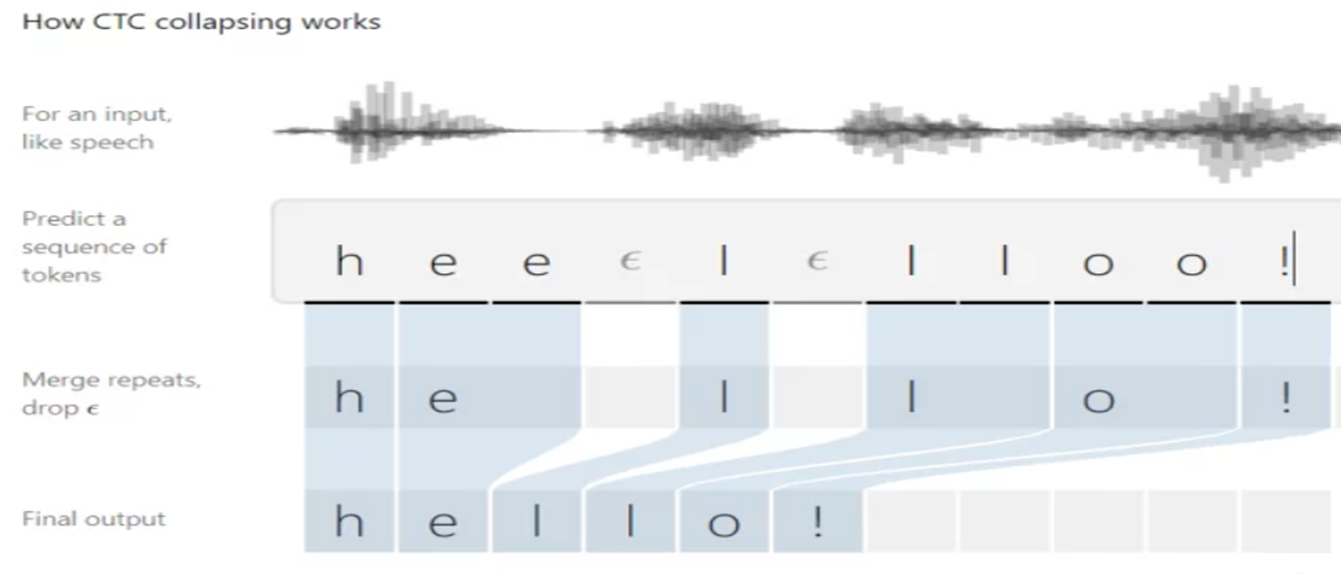 How CTC collapsing works
For an input,
like speech
Predict a
sequence of
tokens
h e e ϵ l ϵ l l o o !
Merge repeats,
drop ϵ
h e l l o !
Final output
h e l l o !